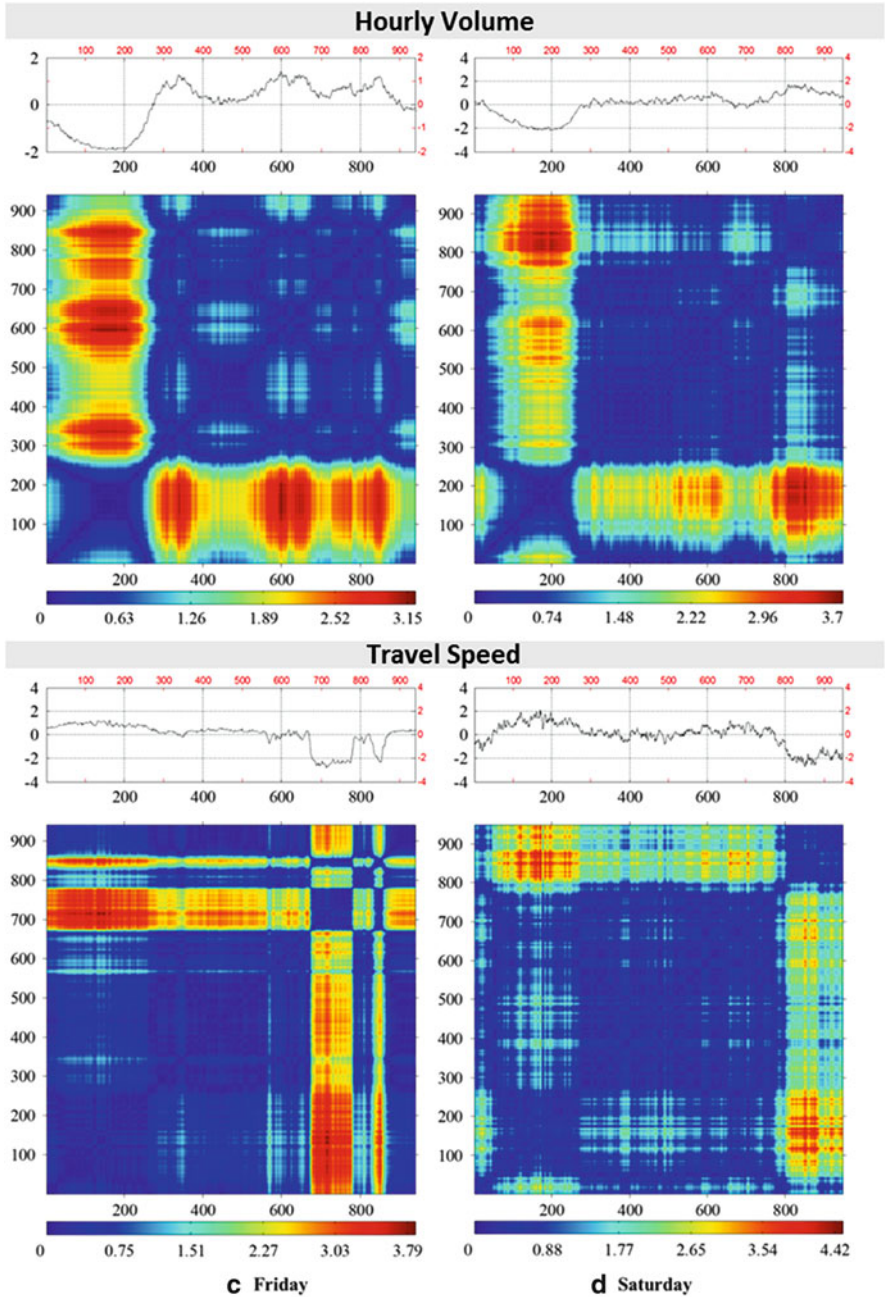 Hourly Volume
100 200 300 400 500 600 700 800 900
100 200 300 400 500 600 700 800 900
2 2
1
0 0
-1
-2 -2
200 400 600 800
4 4
2 2
0 0
-2 -2
-4 -4
200 400 600 800
900 900
800 800
700 700
600 600
500 500
400 400
300 300
200 200
100 100
200 400 600 800
200 400 600 800
0 0.63 1.26 1.89 2.52 3.15
0 0.74 1.48 2.22 2.96 3.7
Travel Speed
100 200 300 400 500 600 700 800 900
100 200 300 400 500 600 700 800 900
4 4
2 2
0 0
-2 -2
-4 -4
200 400 600 800
4 4
2 2
0 0
-2 -2
-4 -4
200 400 600 800
900 900
800 800
700 700
600 600
500 500
400 400
300 300
200 200
100 100
200 400 600 800
200 400 600 800
0 0.75 1.51 2.27 3.03 3.79
0 0.88 1.77 2.65 3.54 4.42
c Friday
d Saturday